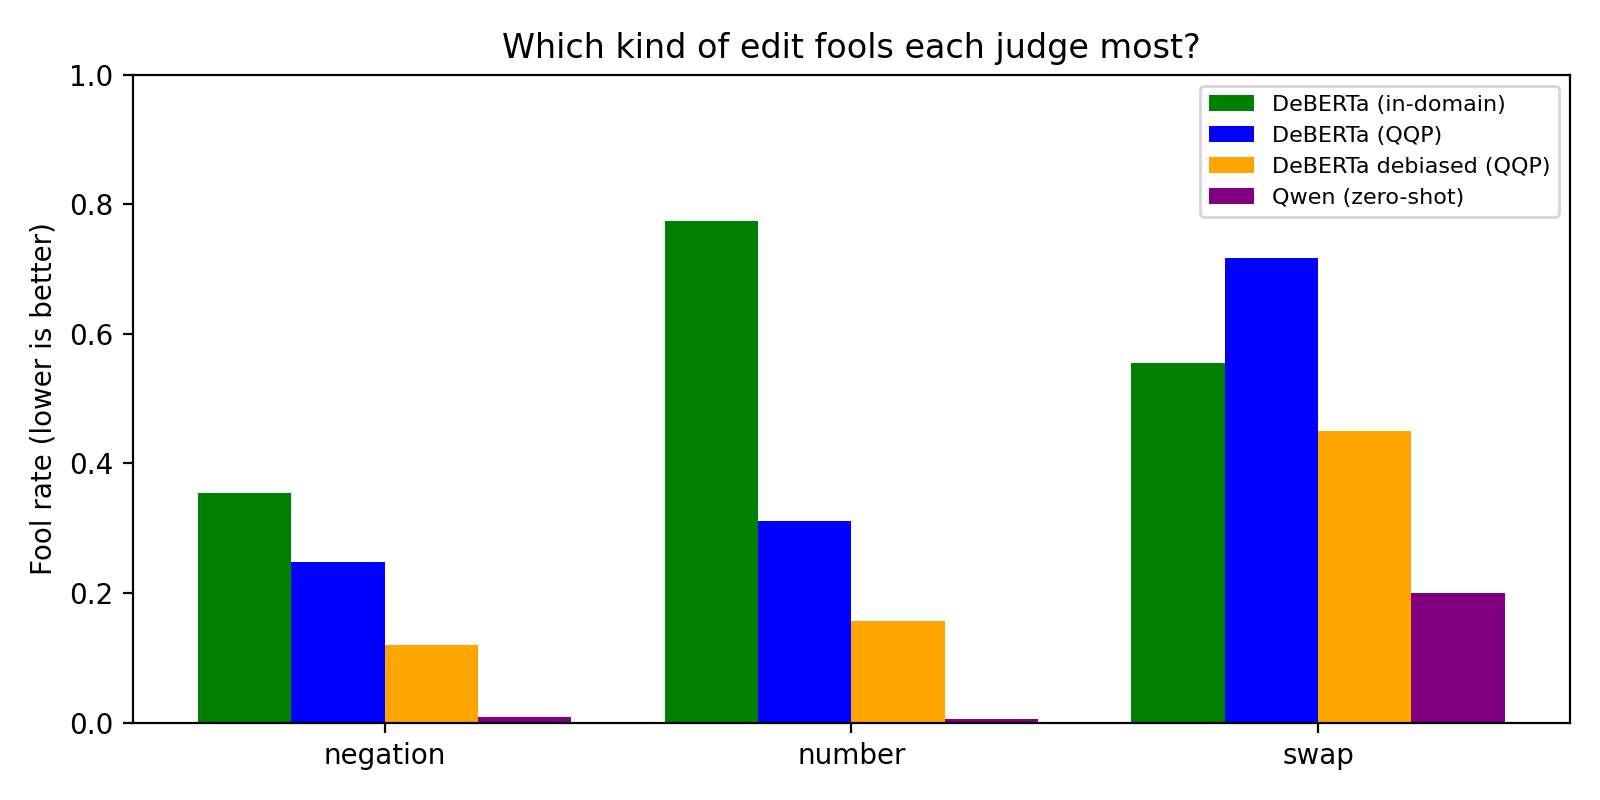 Which kind of edit fools each judge most?
1.0
0.8
0.6
0.4
0.2
0.0
Fool rate (lower is better)
DeBERTa (in-domain)
DeBERTa (QQP)
DeBERTa debiased (QQP)
Qwen (zero-shot)
negation
number
swap